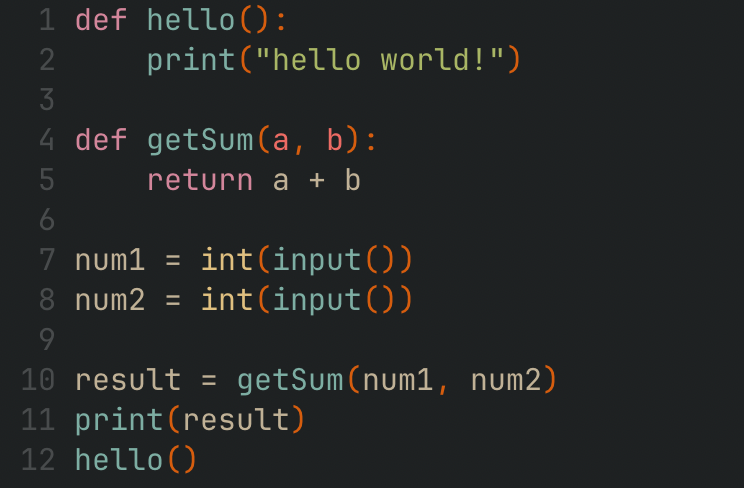 1 def hello():
2     print("hello world!")
3
4 def getSum(a, b):
5     return a + b
6
7 num1 = int(input())
8 num2 = int(input())
9
10 result = getSum(num1, num2)
11 print(result)
12 hello()